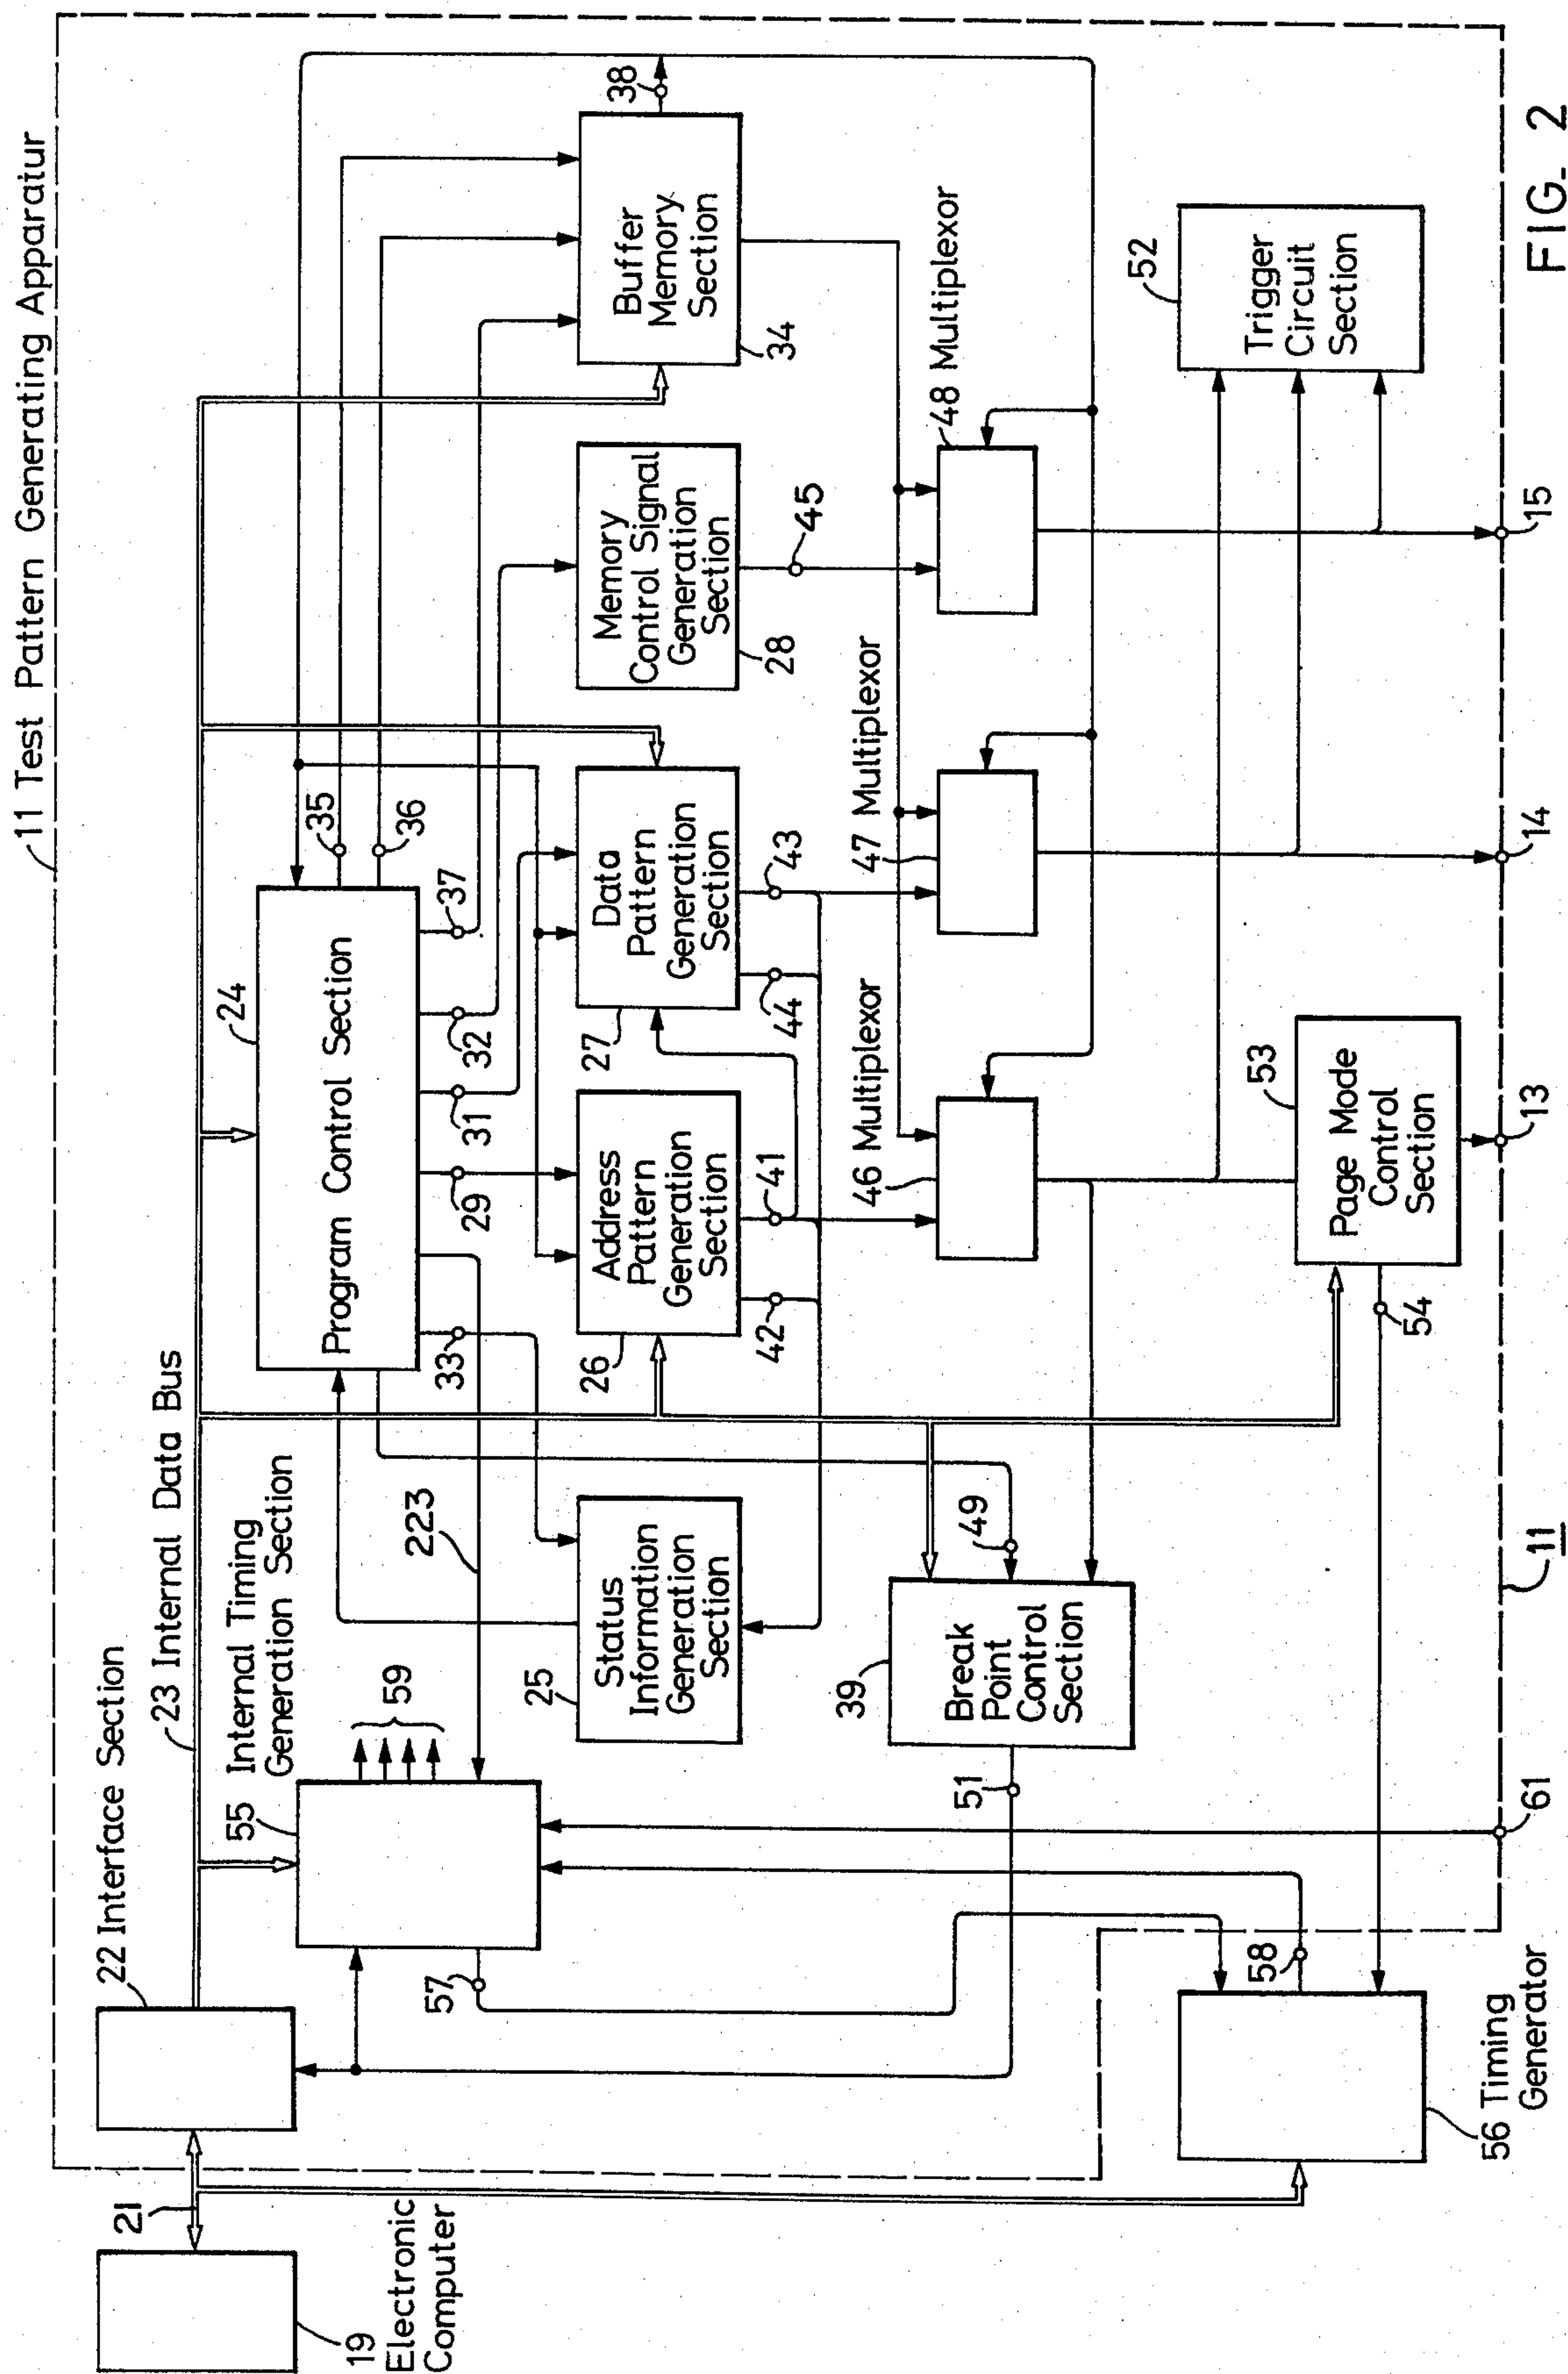 11 Test Pattern Generating Apparatur
22 Interface Section
23 Internal Data Bus
21
19
Electronic
Computer
55 Internal Timing
Generation Section
59
223
57
24
Program Control Section
33
29
31
32
37
35
36
38
25
Status
Information
Generation
Section
26
Address
Pattern
Generation
Section
27
Data
Pattern
Generation
Section
28
Memory
Control Signal
Generation
Section
34
Buffer
Memory
Section
42
41
44
43
45
46 Multiplexor
47 Multiplexor
48 Multiplexor
39
Break
Point
Control
Section
49
51
52
Trigger
Circuit
Section
53
Page Mode
Control
Section
54
56 Timing
Generator
58
61
11
13
14
15
FIG. 2